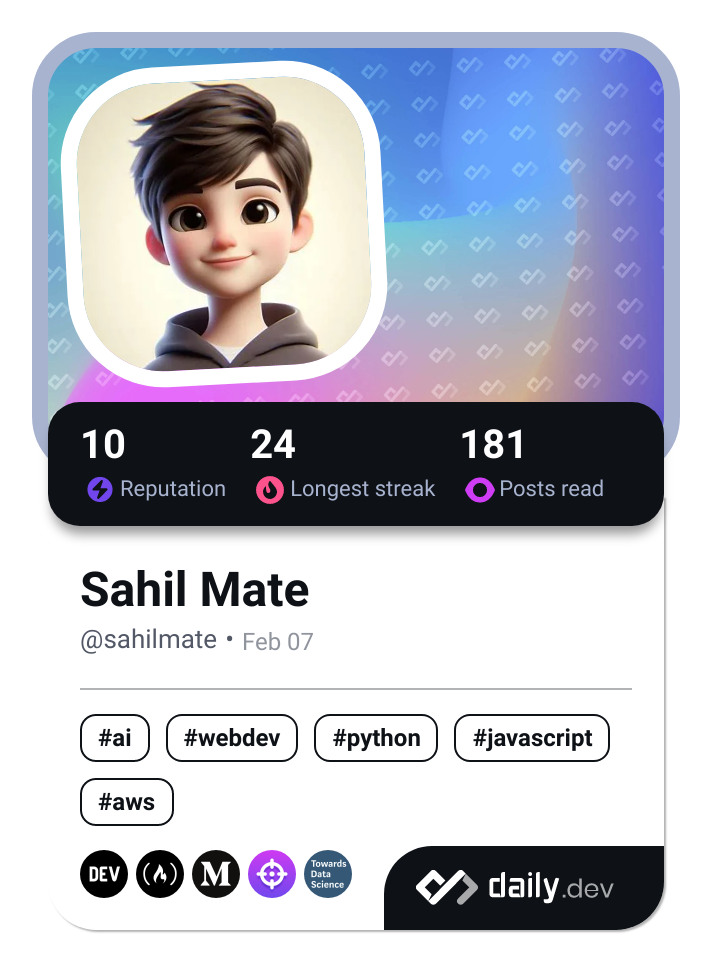 10 24 181
Reputation Longest streak Posts read
Sahil Mate
@sahilmate • Feb 07
#ai #webdev #python #javascript
#aws
DEV M Towards
Data
Science
daily.dev